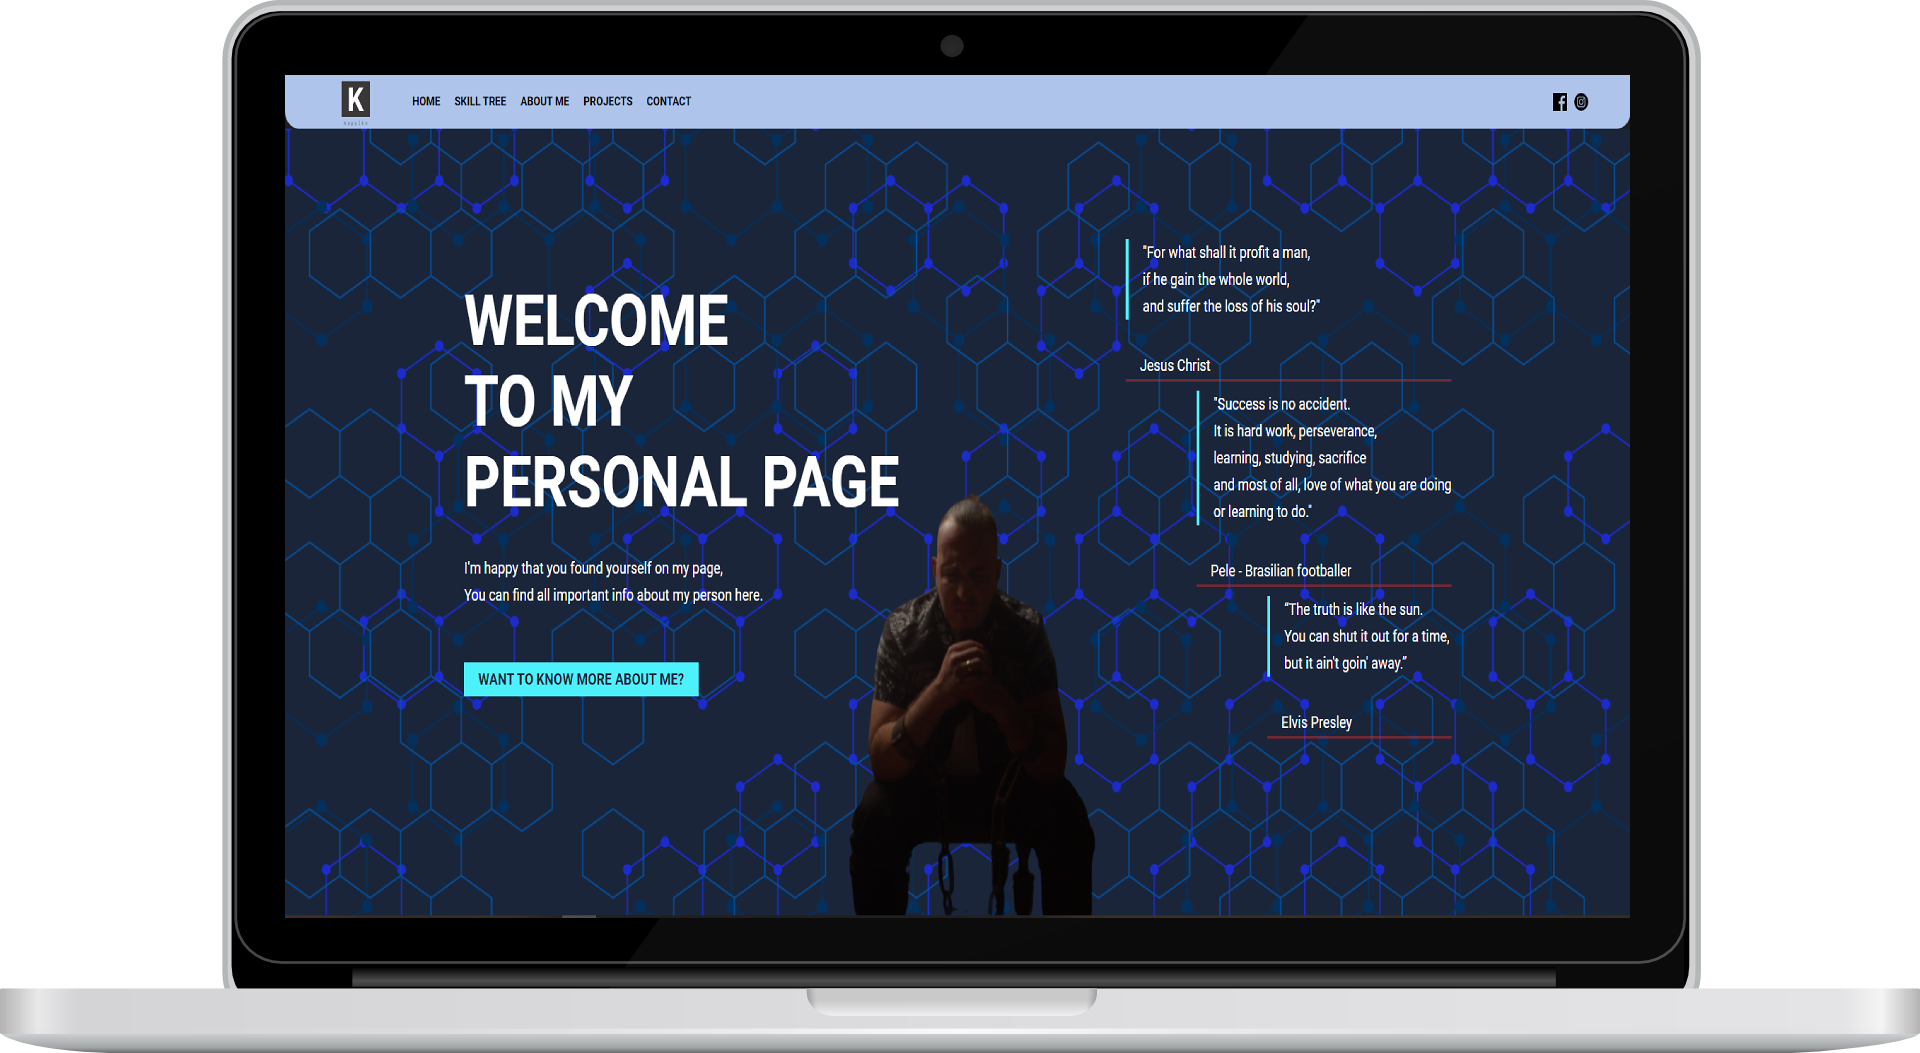 K
HOME SKILL TREE ABOUT ME PROJECTS CONTACT
WELCOME
TO MY
PERSONAL PAGE
I'm happy that you found yourself on my page,
You can find all important info about my person here.
WANT TO KNOW MORE ABOUT ME?
"For what shall it profit a man,
if he gain the whole world,
and suffer the loss of his soul?"
Jesus Christ
"Success is no accident.
It is hard work, perseverance,
learning, studying, sacrifice
and most of all, love of what you are doing
or learning to do."
Pele - Brasilian footballer
“The truth is like the sun.
You can shut it out for a time,
but it ain't goin' away.”
Elvis Presley